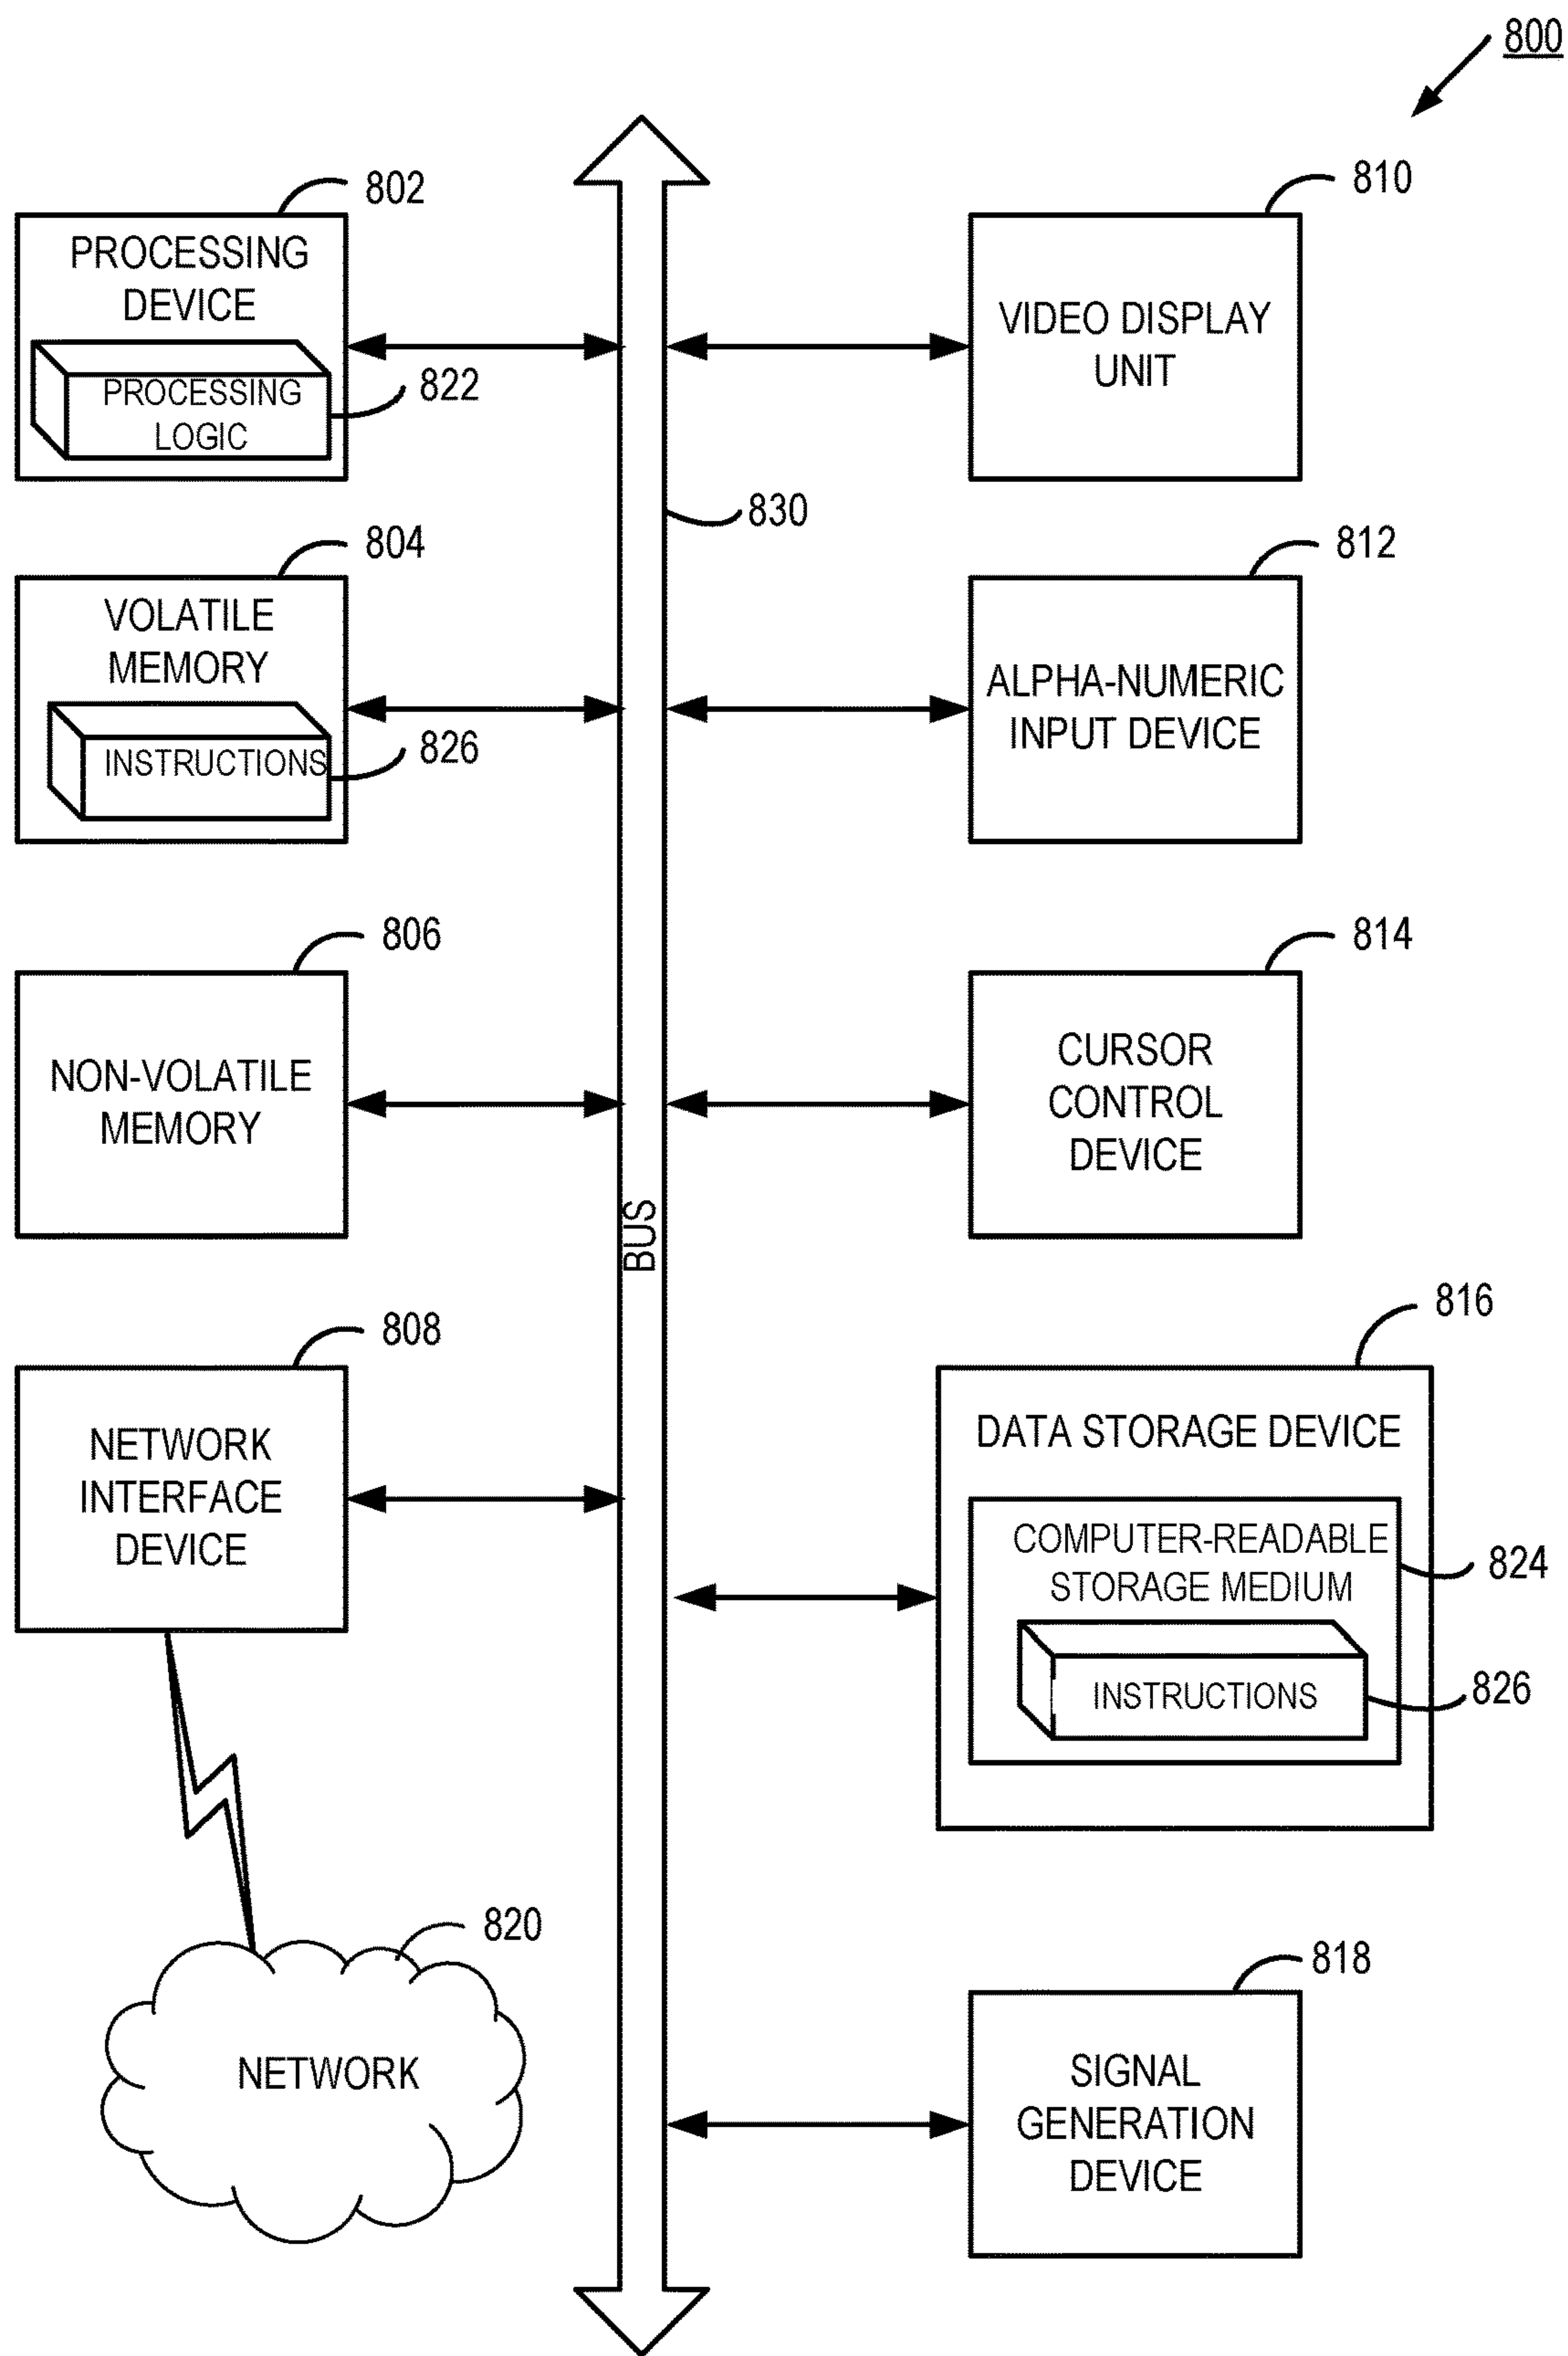 800
802
PROCESSING
DEVICE
PROCESSING
LOGIC
822
804
VOLATILE
MEMORY
INSTRUCTIONS
826
806
NON-VOLATILE
MEMORY
808
NETWORK
INTERFACE
DEVICE
820
NETWORK
830
BUS
810
VIDEO DISPLAY
UNIT
812
ALPHA-NUMERIC
INPUT DEVICE
814
CURSOR
CONTROL
DEVICE
816
DATA STORAGE DEVICE
COMPUTER-READABLE
STORAGE MEDIUM
824
INSTRUCTIONS
826
818
SIGNAL
GENERATION
DEVICE